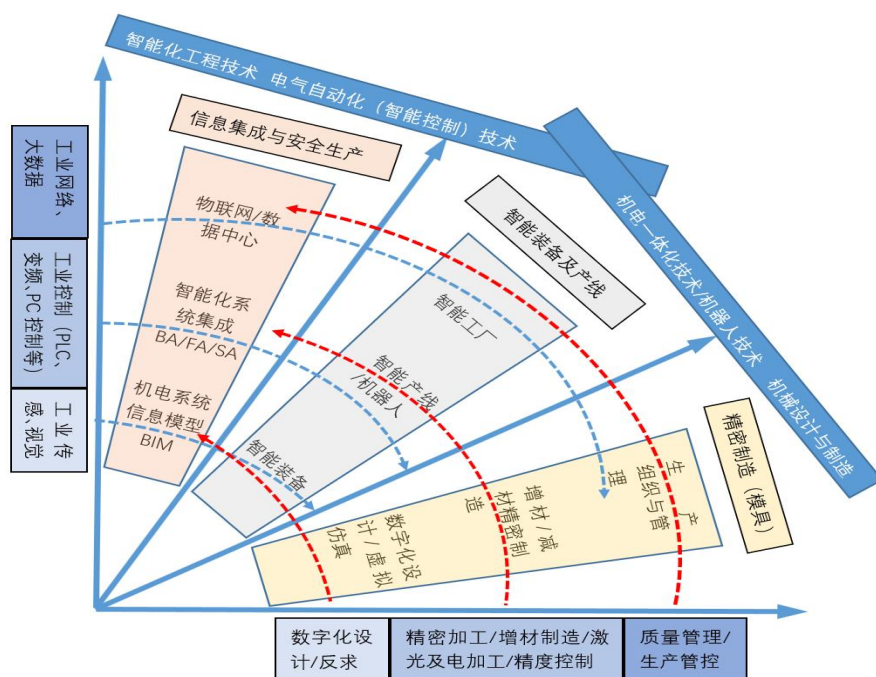 智能化工程技术 电气自动化（智能控制）技术
机电一体化技术/机器人技术 机械设计与制造
信息集成与安全生产
智能装备及产线
精密制造（模具）
工业网络、
大数据
工业控制（PLC、
变频、PC控制等）
工业传
感、视觉
物联网/数
据中心
智能化系
统集成
BA/FA/SA
机电系统
信息模型
BIM
智能工厂
智能产线
/机器人
智能装备
生产
组织与管
理
增材/减
材精密制
造
数字化设
计/虚拟
仿真
数字化设
计/反求
精密加工/增材制造/激
光及电加工/精度控制
质量管理/
生产管控